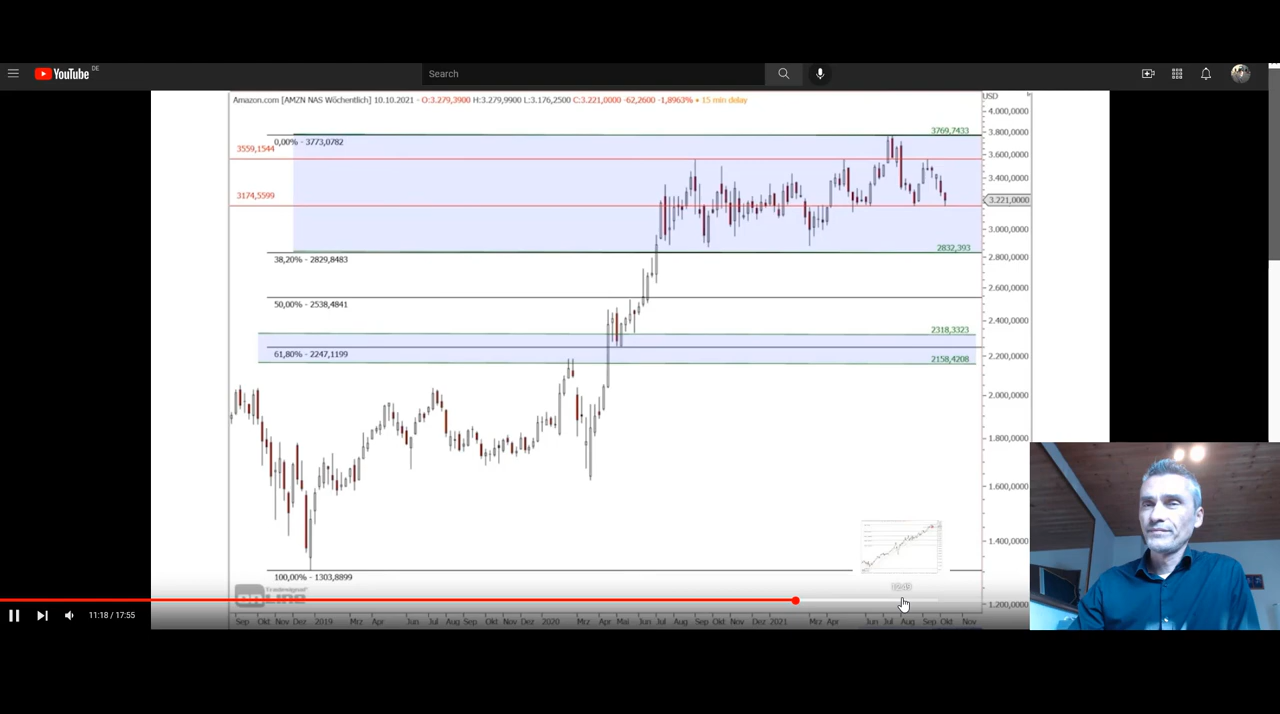 YouTube DE
Search
Amazon.com [AMZN NAS Wöchentlich] 10.10.2021 - O:3.279,3900 H:3.279,9900 L:3.176,2500 C:3.221,0000 -62,2600 -1,8963% • 15 min delay
USD
4.000,0000
3769,7433
3.800,0000
0,00% - 3773,0782
3559,1544
3.600,0000
3.400,0000
3174,5599
3.221,0000
3.000,0000
2832,393
38,20% - 2829,8483
2.800,0000
2.600,0000
50,00% - 2538,4841
2.400,0000
2318,3323
61,80% - 2247,1199
2.200,0000
2158,4208
2.000,0000
1.800,0000
1.600,0000
1.400,0000
100,00% - 1303,8899
1.200,0000
11:18 / 17:55
Sep Okt Nov Dez 2019 Mrz Apr Jun Jul Aug Sep Okt Nov Dez 2020 Mrz Apr Mai Jun Jul Aug Sep Okt Nov Dez 2021 Mrz Apr Jun Jul Aug Sep Okt Nov